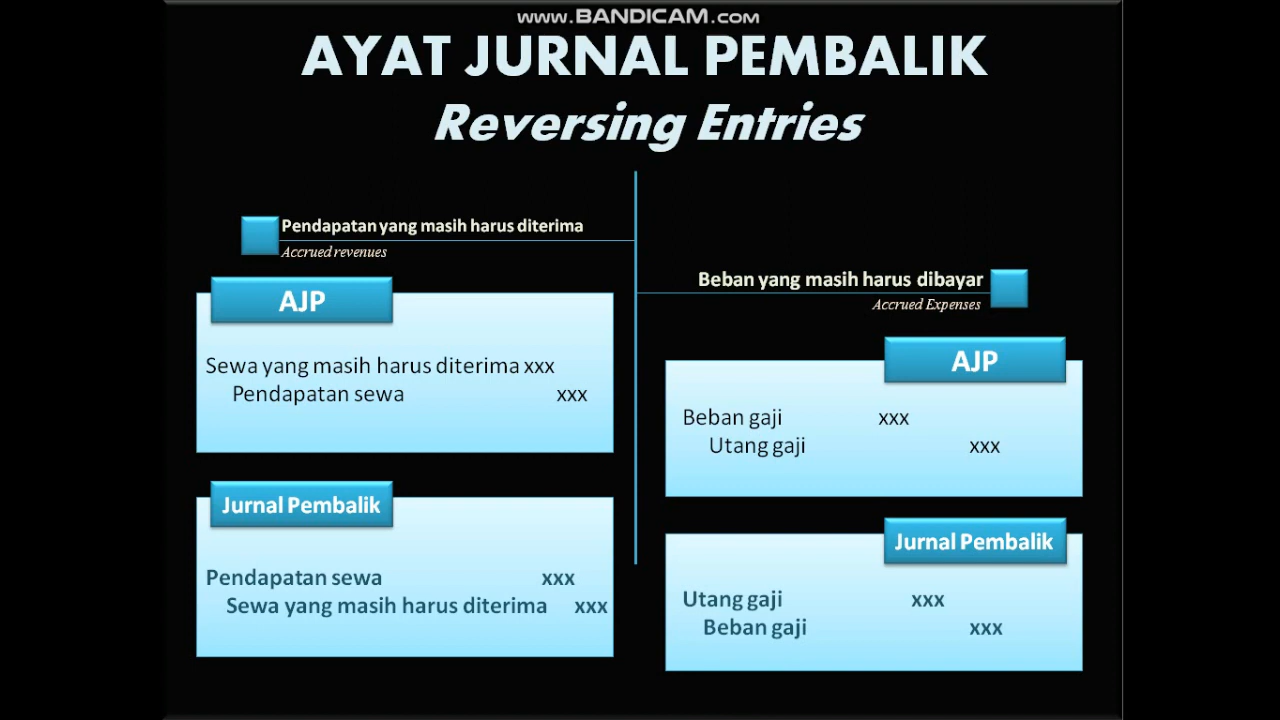 www.BANDICAM.com
AYAT JURNAL PEMBALIK
Reversing Entries
Pendapatan yang masih harus diterima
Accrued revenues
AJP
Sewa yang masih harus diterima xxx
Pendapatan sewa xxx
Jurnal Pembalik
Pendapatan sewa xxx
Sewa yang masih harus diterima xxx
Beban yang masih harus dibayar
Accrued Expenses
AJP
Beban gaji xxx
Utang gaji xxx
Jurnal Pembalik
Utang gaji xxx
Beban gaji xxx